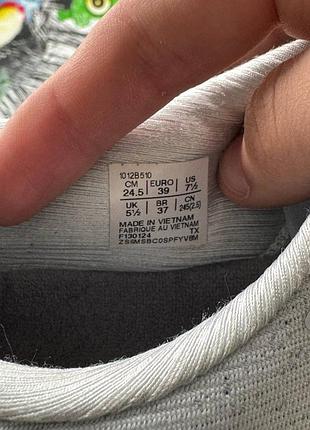 1012B510
CM EURO US
24.5 39 7½
UK BR CN
5½ 37 245(2.5)
MADE IN VIETNAM
FABRIQUE AU VIETNAM
F130124 TX